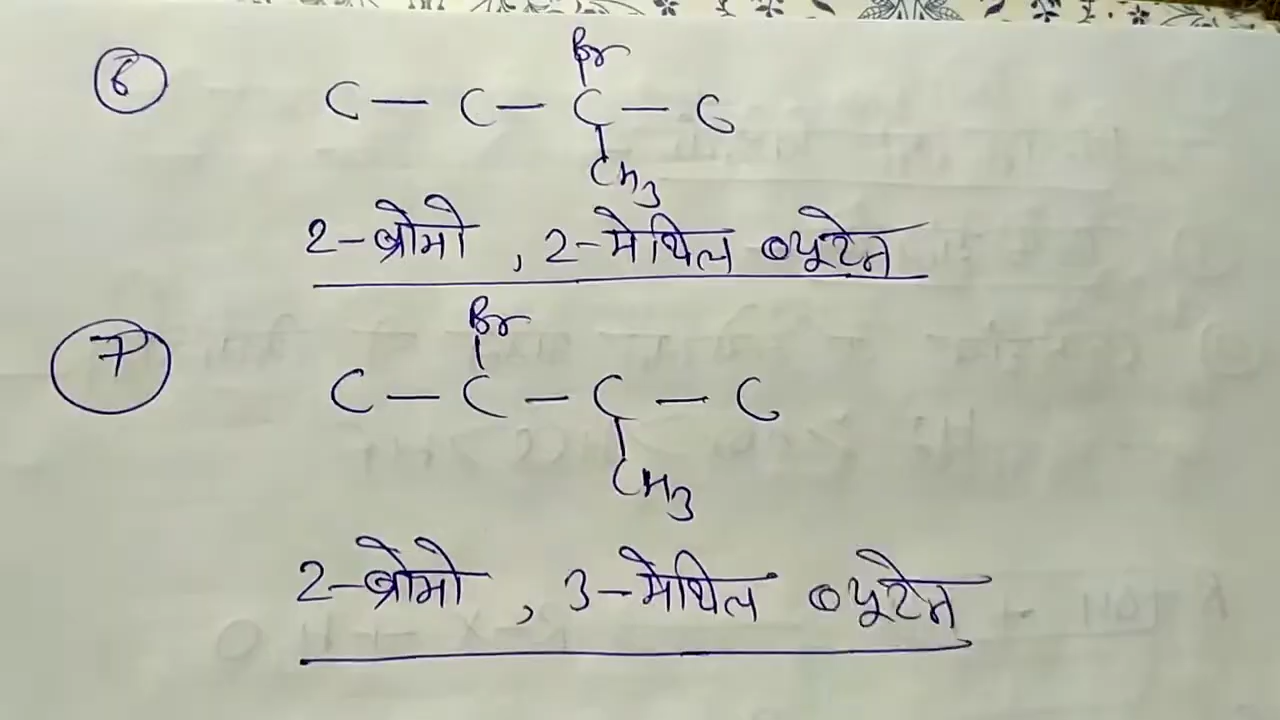 6
Br
C — C — C — C
CH3
2-ब्रोमो , 2-मेथिल ब्यूटेन
7
Br
C — C — C — C
CH3
2-ब्रोमो , 3-मेथिल ब्यूटेन